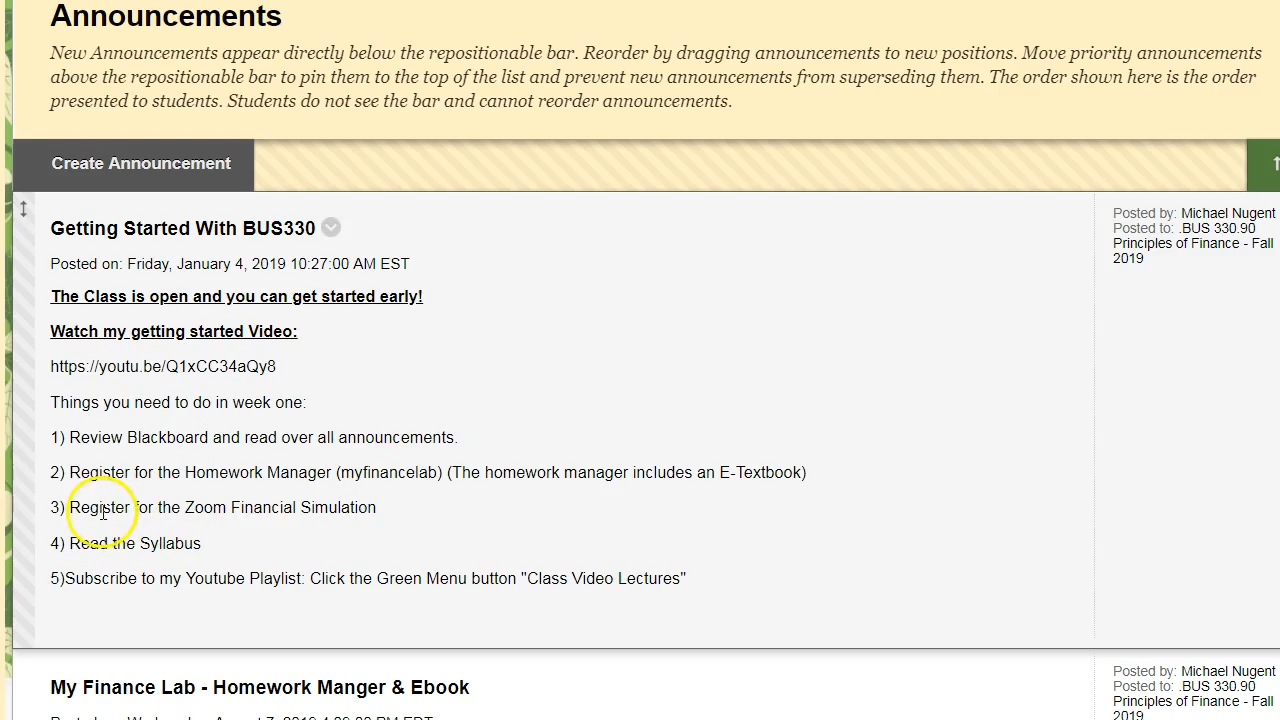 Announcements
New Announcements appear directly below the repositionable bar. Reorder by dragging announcements to new positions. Move priority announcements
above the repositionable bar to pin them to the top of the list and prevent new announcements from superseding them. The order shown here is the order
presented to students. Students do not see the bar and cannot reorder announcements.
Create Announcement
Getting Started With BUS330
Posted on: Friday, January 4, 2019 10:27:00 AM EST
The Class is open and you can get started early!
Watch my getting started Video:
https://youtu.be/Q1xCC34aQy8
Things you need to do in week one:
1) Review Blackboard and read over all announcements.
2) Register for the Homework Manager (myfinancelab) (The homework manager includes an E-Textbook)
3) Register for the Zoom Financial Simulation
4) Read the Syllabus
5)Subscribe to my Youtube Playlist: Click the Green Menu button "Class Video Lectures"
Posted by: Michael Nugent
Posted to: .BUS 330.90
Principles of Finance - Fall
2019
My Finance Lab - Homework Manger & Ebook
Posted by: Michael Nugent
Posted to: .BUS 330.90
Principles of Finance - Fall
2019